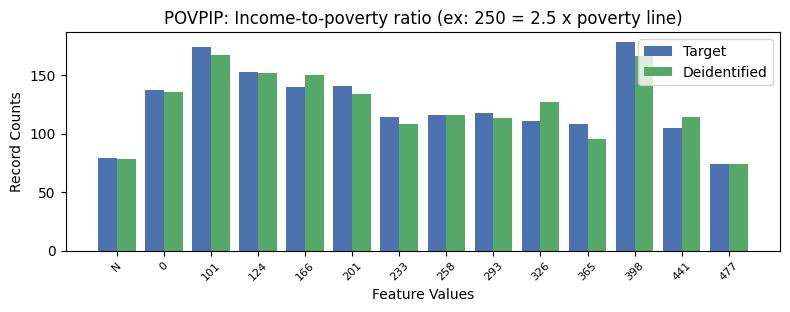 POVPIP: Income-to-poverty ratio (ex: 250 = 2.5 x poverty line)
Target
Deidentified
Record Counts
150
100
50
0
N 0 101 124 166 201 233 258 293 326 365 398 441 477
Feature Values